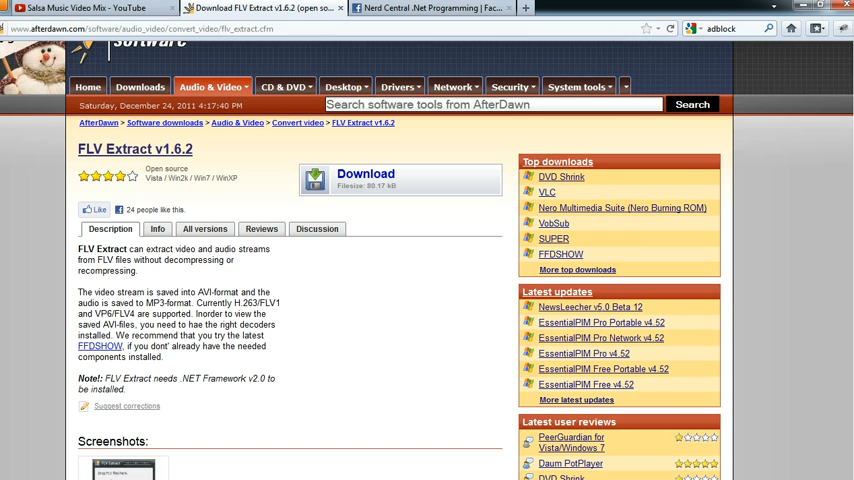 Salsa Music Video Mix - YouTube
Download FLV Extract v1.6.2 (open so...
Nerd Central .Net Programming | Fac...
www.afterdawn.com/software/audio_video/convert_video/flv_extract.cfm
adblock
Software
Home
Downloads
Audio & Video
CD & DVD
Desktop
Drivers
Network
Security
System tools
Saturday, December 24, 2011 4:17:40 PM
Search software tools from AfterDawn
Search
AfterDawn > Software downloads > Audio & Video > Convert video > FLV Extract v1.6.2
FLV Extract v1.6.2
Open source
Vista / Win2k / Win7 / WinXP
Download
Filesize: 80.17 kB
Like
24 people like this.
Description
Info
All versions
Reviews
Discussion
FLV Extract can extract video and audio streams
from FLV files without decompressing or
recompressing.
The video stream is saved into AVI-format and the
audio is saved to MP3-format. Currently H.263/FLV1
and VP6/FLV4 are supported. Inorder to view the
saved AVI-files, you need to hae the right decoders
installed. We recommend that you try the latest
FFDSHOW, if you dont' already have the needed
components installed.
Note! FLV Extract needs .NET Framework v2.0 to
be installed.
Suggest corrections
Screenshots:
Top downloads
DVD Shrink
VLC
Nero Multimedia Suite (Nero Burning ROM)
VobSub
SUPER
FFDSHOW
More top downloads
Latest updates
NewsLeecher v5.0 Beta 12
EssentialPIM Pro Portable v4.52
EssentialPIM Pro Network v4.52
EssentialPIM Pro v4.52
EssentialPIM Free Portable v4.52
EssentialPIM Free v4.52
More latest updates
Latest user reviews
PeerGuardian for
Vista/Windows 7
Daum PotPlayer
DVD Shrink